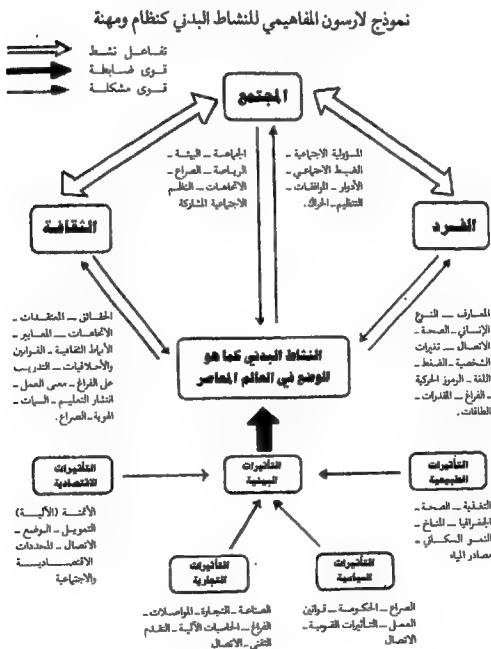 نموذج لارسون المفاهيمي للنشاط البدني كنظام ومهنة
تفاعل نشط
قوى ضابطة
قوى مشكلة
المجتمع
المسؤولية الاجتماعية -
الضبط الاجتماعي -
الأدوار - المرافقات -
التنظيم - الحراك.
الجماعة - البيئة -
الرياضة - الصراع -
الاتجاهات - النظم
الاجتماعية المشاركة
الثقافة
الفرد
الحقائق - المعتقدات -
الاتجاهات - المعايير -
الأنماط الثقافية - القوانين
والأخلاقيات - التدريب
على الفراغ - معنى العمل -
انتشار التعليم - السمات -
الهوية - الصراع.
المعارف - النوع
الإنساني - الصحة -
الاتصال - تغيرات
الشخصية - الضغط -
اللغة - الرموز الحركية
- الفراغ - المقدرات -
الطاقات.
النشاط البدني كما هو
الوضع في العالم المعاصر
التأثيرات
الاقتصادية
التأثيرات
البيئية
التأثيرات
الطبيعية
الأتمتة (الآلية)
التمويل - الوضع -
الاتصال - المحددات
الاقتصادية
والاجتماعية
التغذية - الصحة -
الجغرافيا - المناخ -
النمو السكاني -
مصادر المياه
التأثيرات
التجارية
التأثيرات
السياسية
الصناعة - التجارة - المواصلات -
الفراغ - الحاسبات الآلية - التقدم
التقني - الاتصال
الصراع - الحكومة - قوانين
العمل - التأثيرات القومية -
الاتصال